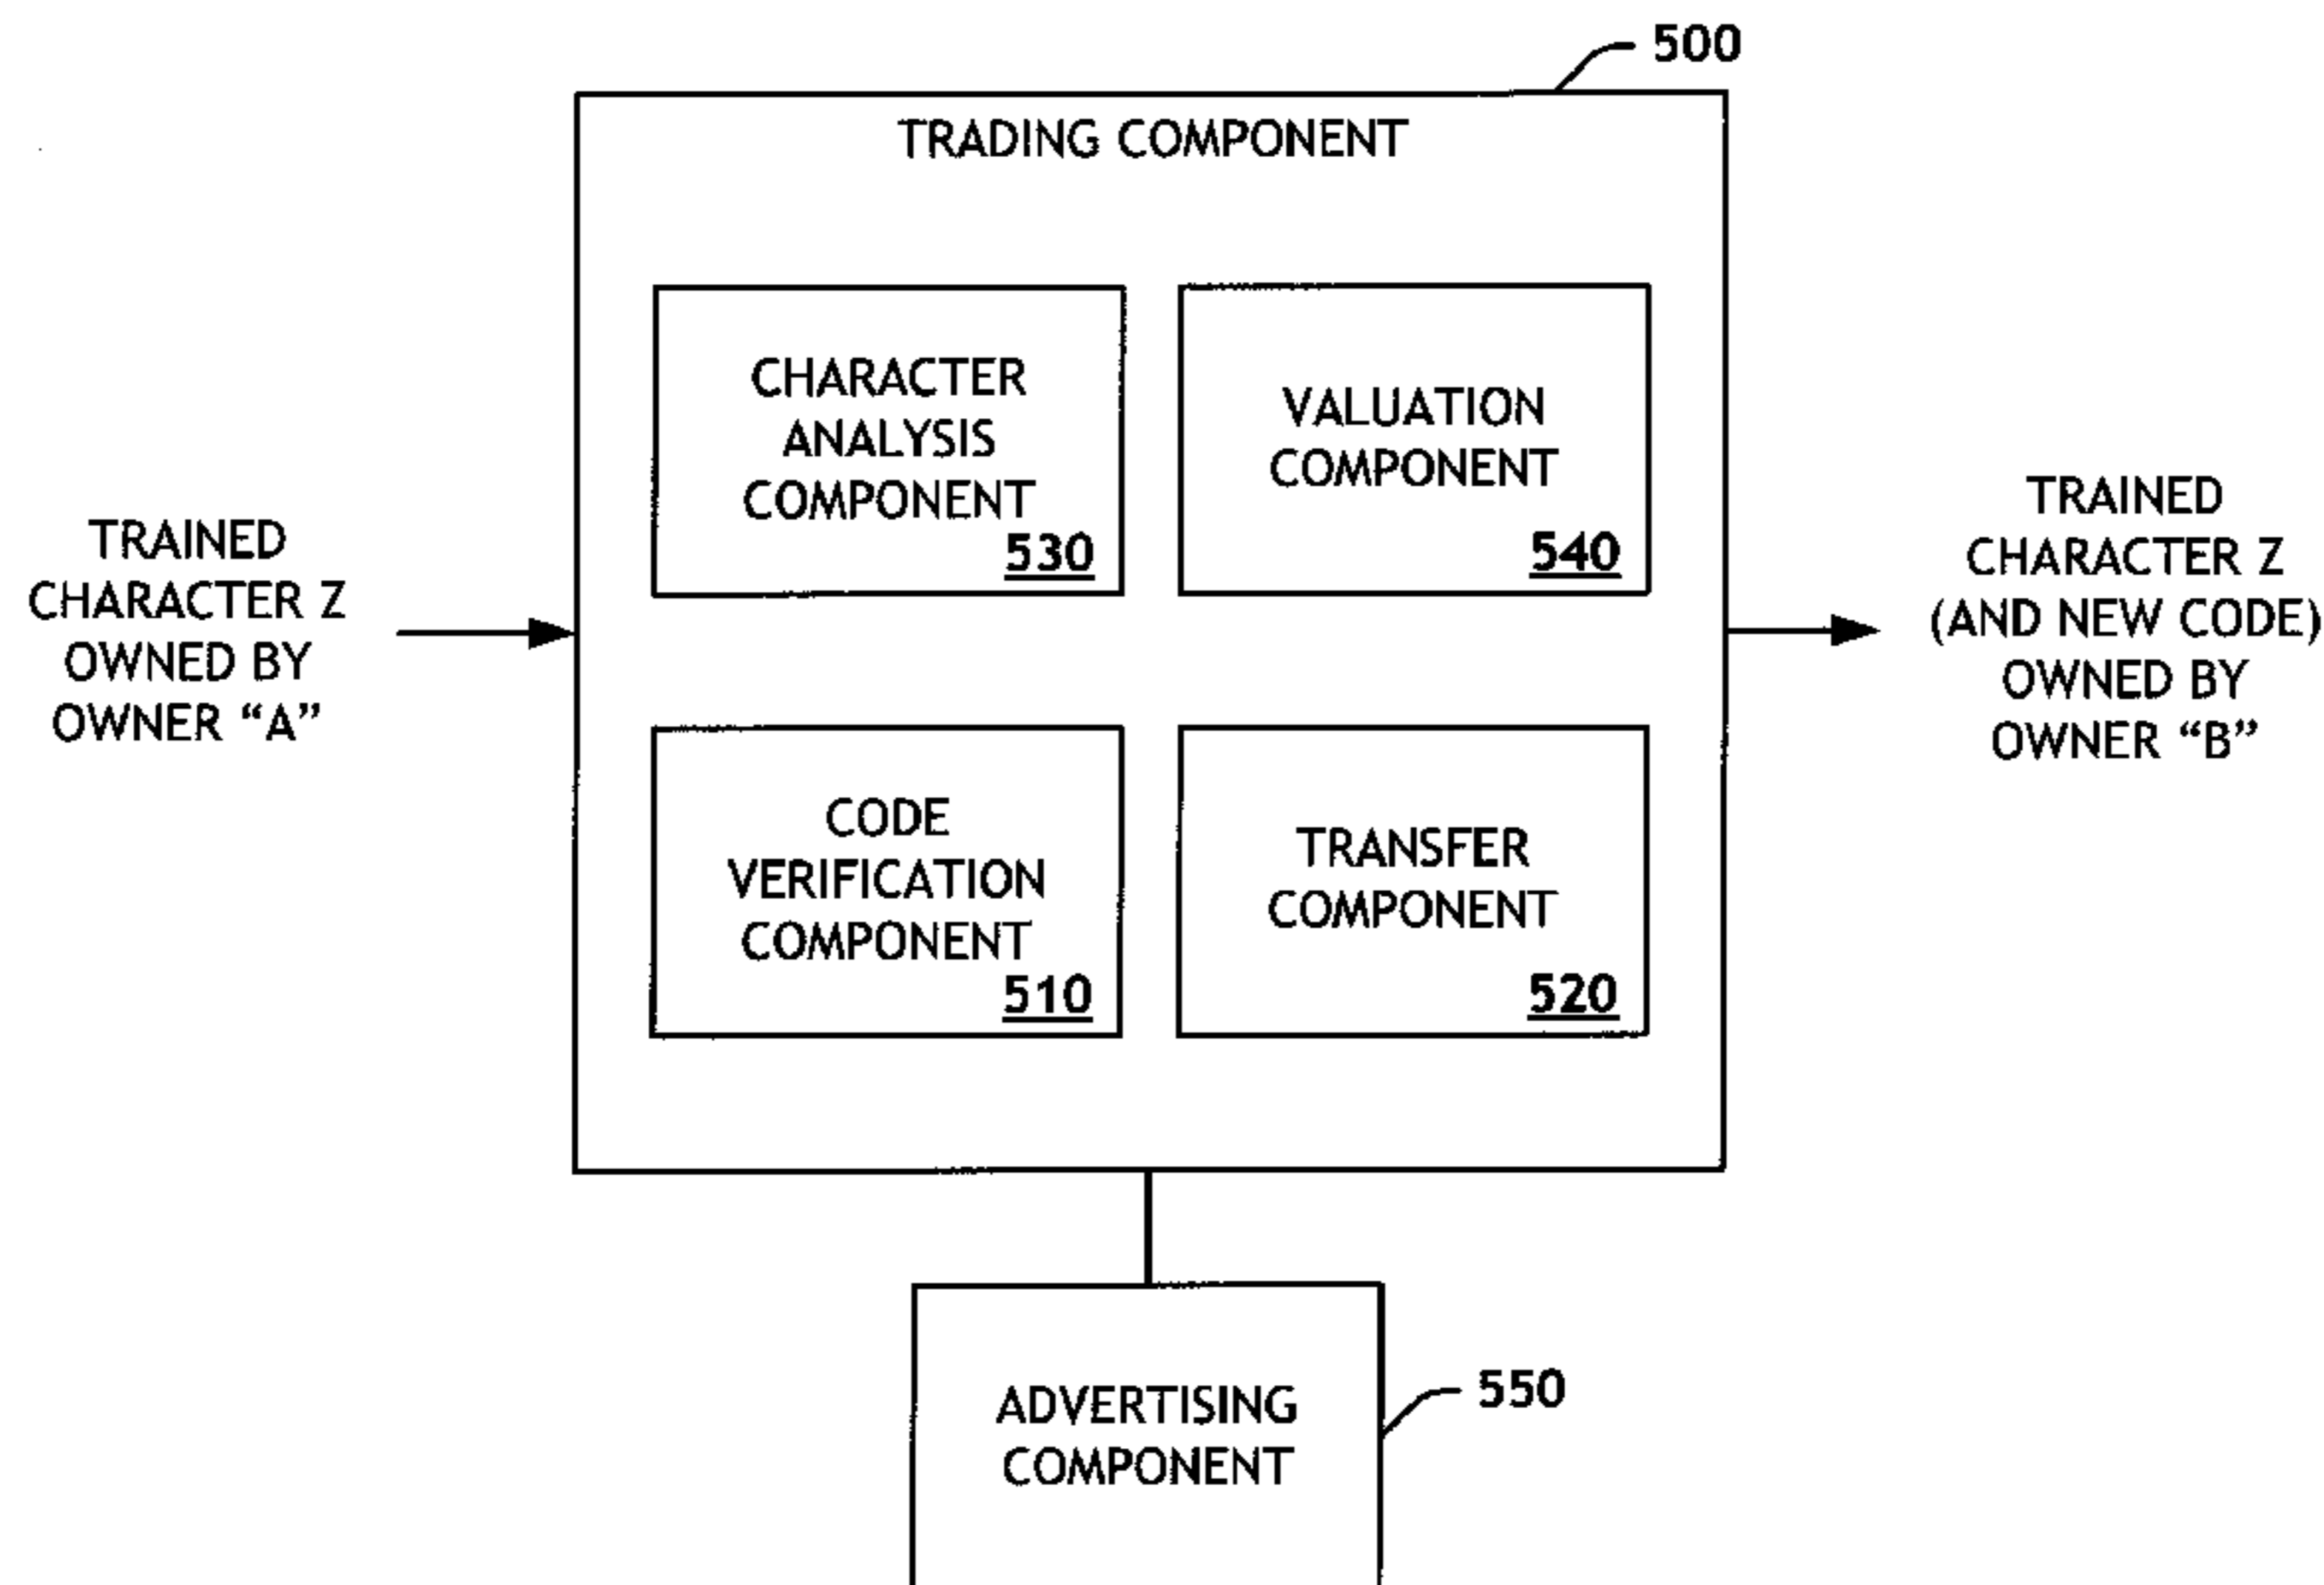 500
TRADING COMPONENT
CHARACTER
ANALYSIS
COMPONENT
530
VALUATION
COMPONENT
540
TRAINED
CHARACTER Z
OWNED BY
OWNER “A”
TRAINED
CHARACTER Z
(AND NEW CODE)
OWNED BY
OWNER “B”
CODE
VERIFICATION
COMPONENT
510
TRANSFER
COMPONENT
520
ADVERTISING
COMPONENT
550